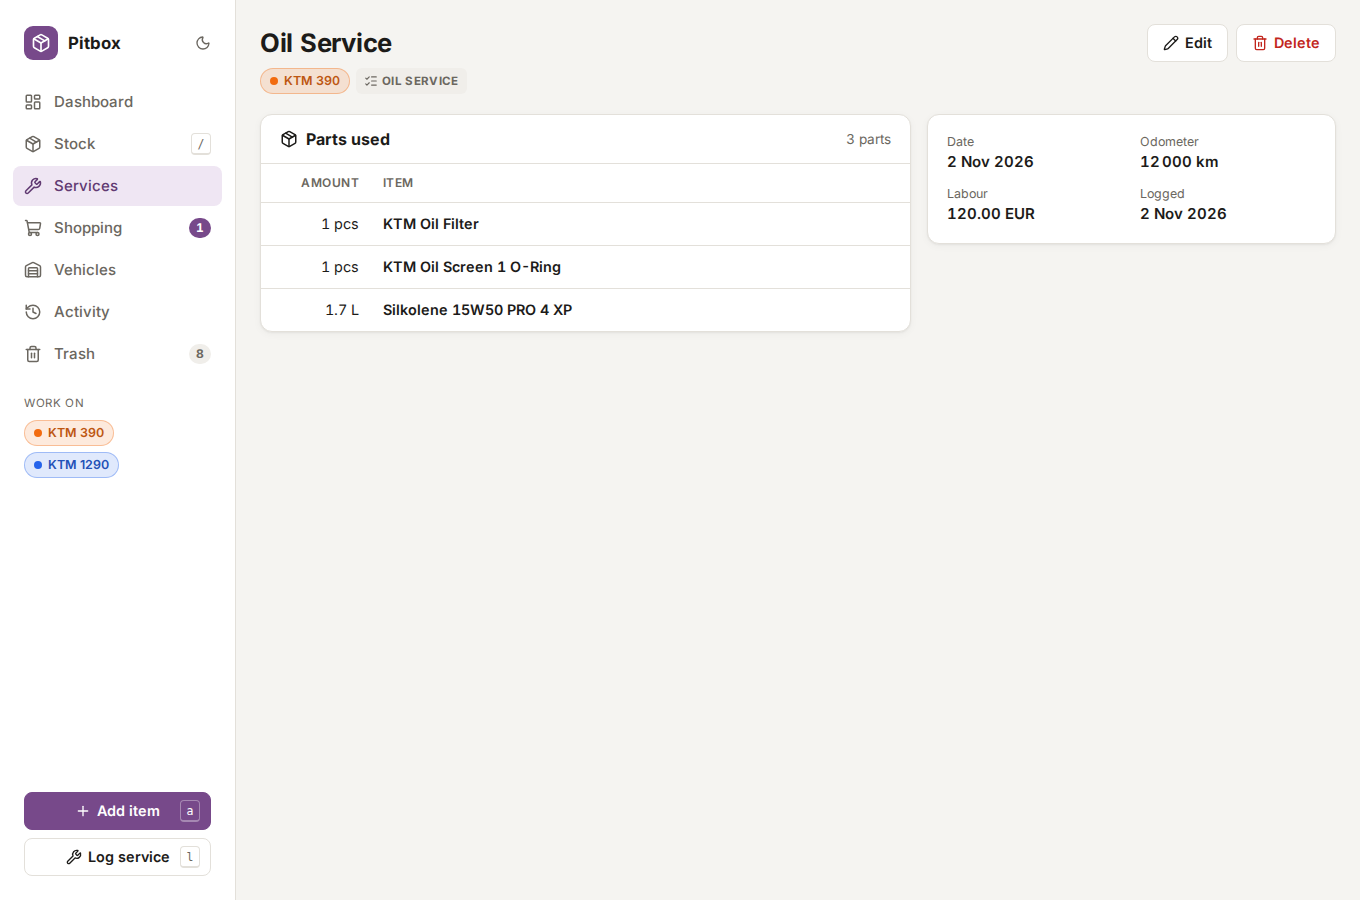 Pitbox
Dashboard
Stock /
Services
Shopping 1
Vehicles
Activity
Trash 8
WORK ON
KTM 390
KTM 1290
Add item a
Log service l
Oil Service
Edit
Delete
KTM 390
OIL SERVICE
Parts used
3 parts
AMOUNT ITEM
1 pcs KTM Oil Filter
1 pcs KTM Oil Screen 1 O-Ring
1.7 L Silkolene 15W50 PRO 4 XP
Date Odometer
2 Nov 2026 12 000 km
Labour Logged
120.00 EUR 2 Nov 2026